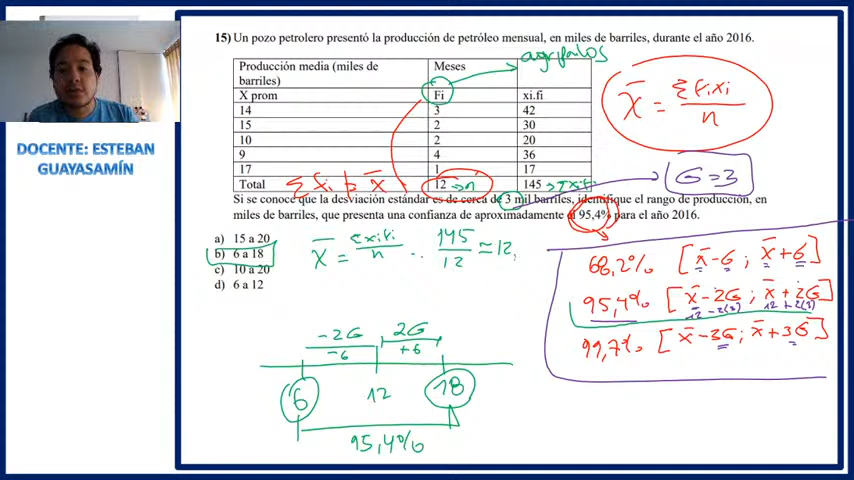 15) Un pozo petrolero presentó la producción de petróleo mensual, en miles de barriles, durante el año 2016.
agrupados
Producción media (miles de barriles) Meses
X prom Fi xi.fi
14 3 42
15 2 30
10 2 20
9 4 36
17 1 17
Total 12 145
Σfi → x̄
→n
→Σxifi
x̄ = Σfixi / n
σ=3
DOCENTE: ESTEBAN
GUAYASAMÍN
Si se conoce que la desviación estándar es de cerca de 3 mil barriles, identifique el rango de producción, en
miles de barriles, que presenta una confianza de aproximadamente al 95,4% para el año 2016.
a) 15 a 20
b) 6 a 18
c) 10 a 20
d) 6 a 12
x̄ = Σxifi / n ∴ 145 / 12 ≈ 12,
68,2% [x̄-σ ; x̄+σ]
95,4% [x̄-2σ ; x̄+2σ]
12-2(3) 12+2(3)
99,7% [x̄-3σ ; x̄+3σ]
-2σ 2σ
-6 +6
6 12 18
95,4%